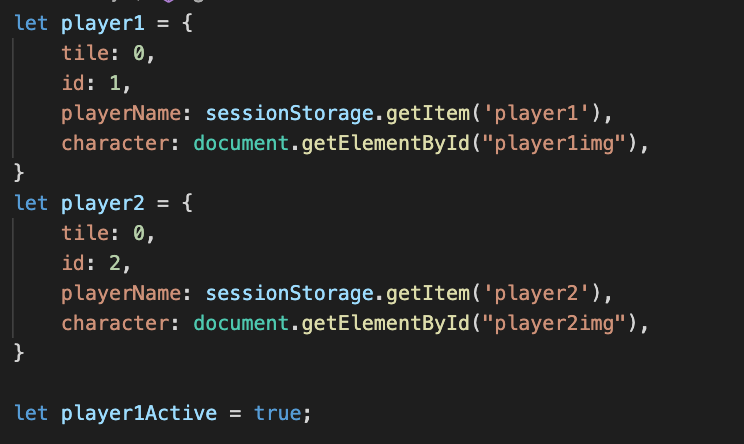 let player1 = {
    tile: 0,
    id: 1,
    playerName: sessionStorage.getItem('player1'),
    character: document.getElementById("player1img"),
}
let player2 = {
    tile: 0,
    id: 2,
    playerName: sessionStorage.getItem('player2'),
    character: document.getElementById("player2img"),
}

let player1Active = true;